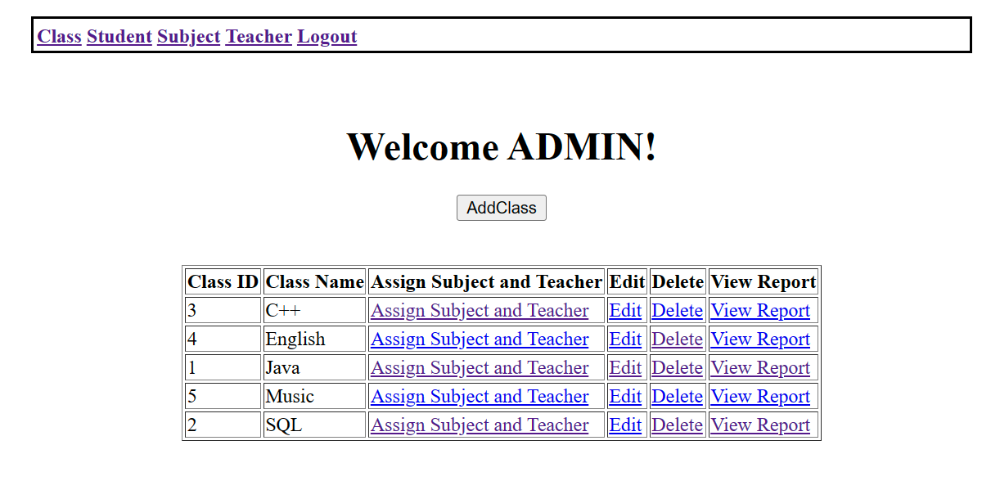 Class Student Subject Teacher Logout
Welcome ADMIN!
AddClass
Class ID Class Name Assign Subject and Teacher Edit Delete View Report
3 C++ Assign Subject and Teacher Edit Delete View Report
4 English Assign Subject and Teacher Edit Delete View Report
1 Java Assign Subject and Teacher Edit Delete View Report
5 Music Assign Subject and Teacher Edit Delete View Report
2 SQL Assign Subject and Teacher Edit Delete View Report